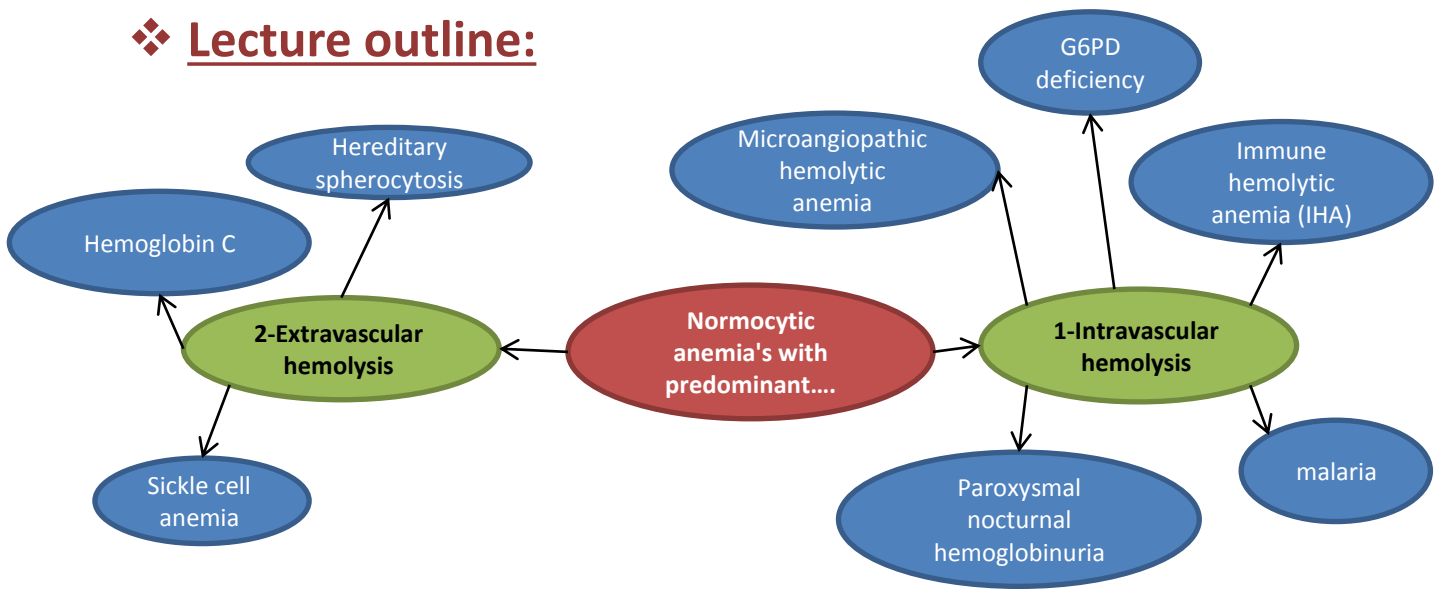 ❖ Lecture outline:
G6PD
deficiency
Microangiopathic
hemolytic
anemia
Immune
hemolytic
anemia (IHA)
Hereditary
spherocytosis
Hemoglobin C
2-Extravascular
hemolysis
Normocytic
anemia's with
predominant....
1-Intravascular
hemolysis
Sickle cell
anemia
Paroxysmal
nocturnal
hemoglobinuria
malaria